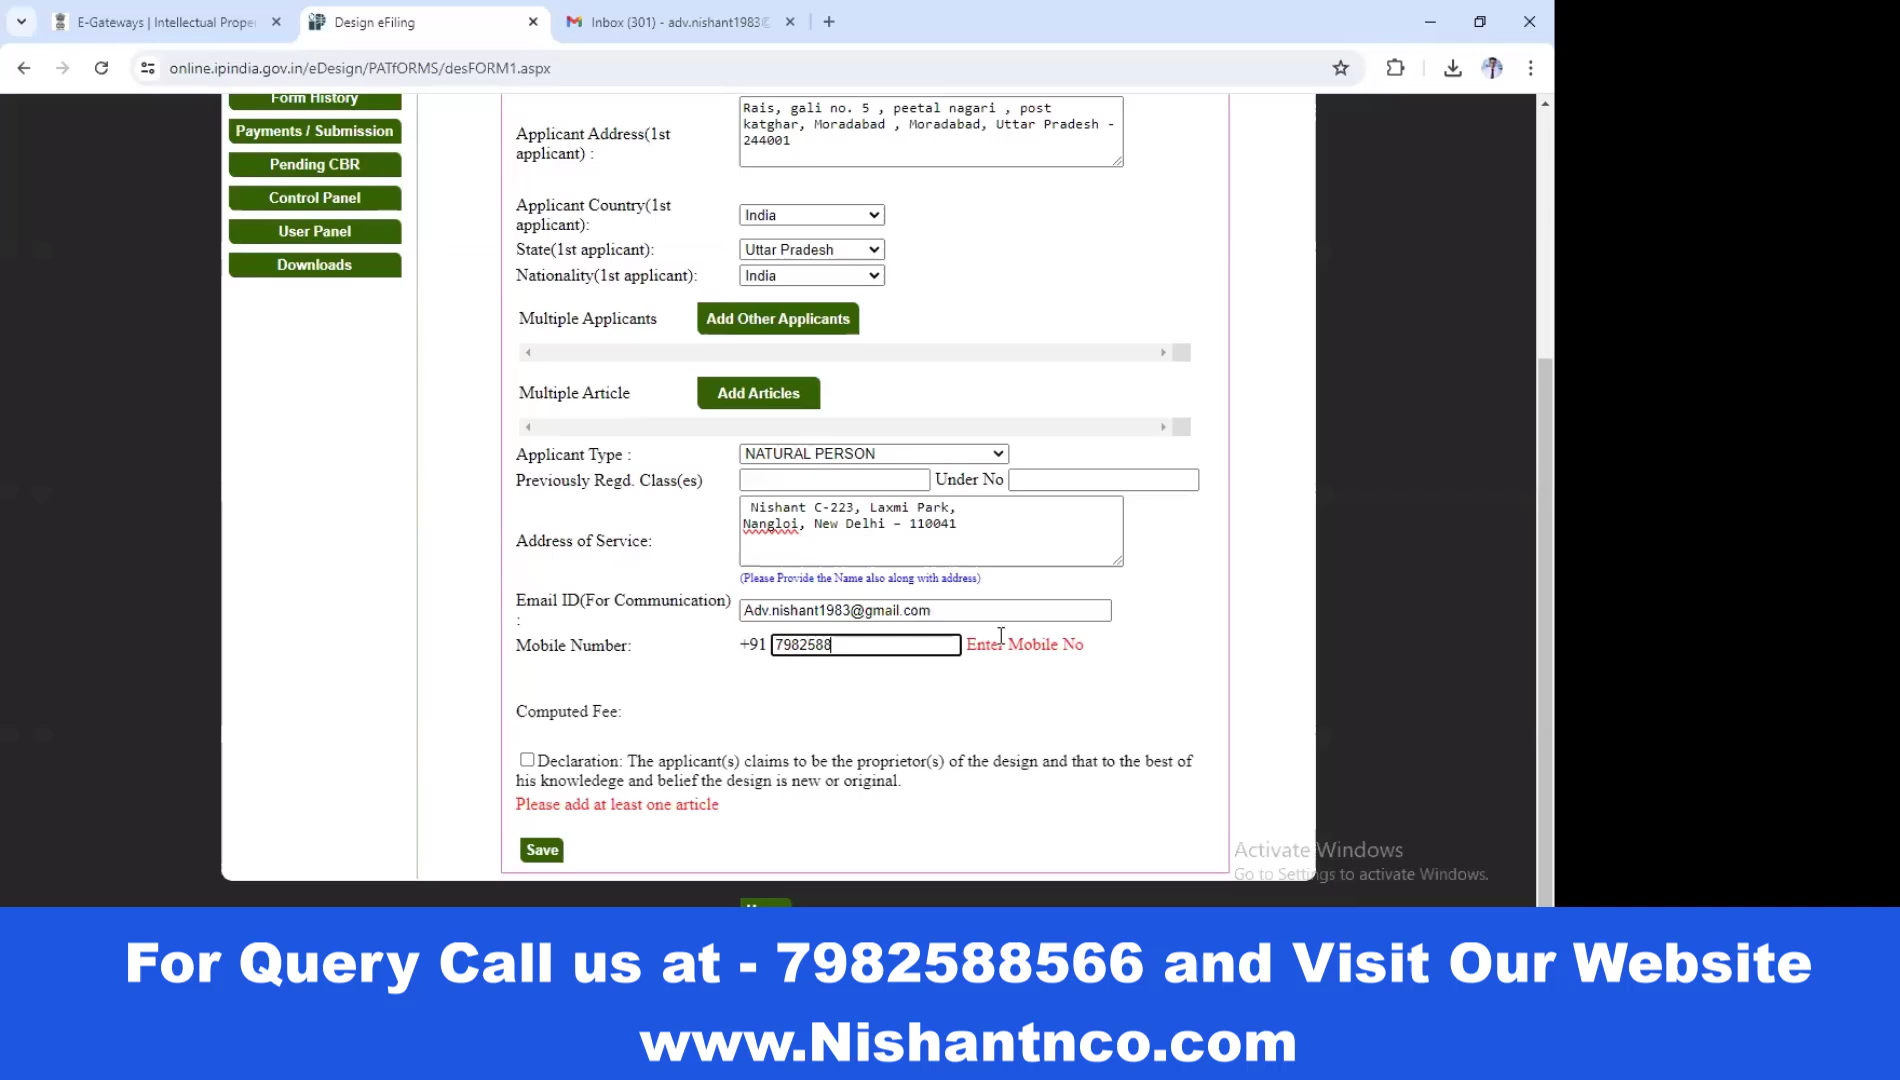 E-Gateways | Intellectual Prope
Design eFiling
Inbox (301) - adv.nishant1983@
online.ipindia.gov.in/eDesign/PATfORMS/desFORM1.aspx
Form History
Payments / Submission
Pending CBR
Control Panel
User Panel
Downloads
Applicant Address(1st
applicant) :
Rais, gali no. 5 , peetal nagari , post
katghar, Moradabad , Moradabad, Uttar Pradesh -
244001
Applicant Country(1st
applicant):
India
State(1st applicant):
Uttar Pradesh
Nationality(1st applicant):
India
Multiple Applicants
Add Other Applicants
Multiple Article
Add Articles
Applicant Type :
NATURAL PERSON
Previously Regd. Class(es)
Under No
Address of Service:
Nishant C-223, Laxmi Park,
Nangloi, New Delhi – 110041
(Please Provide the Name also along with address)
Email ID(For Communication)
:
Adv.nishant1983@gmail.com
Mobile Number:
+91 7982588 Enter Mobile No
Computed Fee:
Declaration: The applicant(s) claims to be the proprietor(s) of the design and that to the best of
his knowledege and belief the design is new or original.
Please add at least one article
Save
Activate Windows
Go to Settings to activate Windows.
For Query Call us at - 7982588566 and Visit Our Website
www.Nishantnco.com